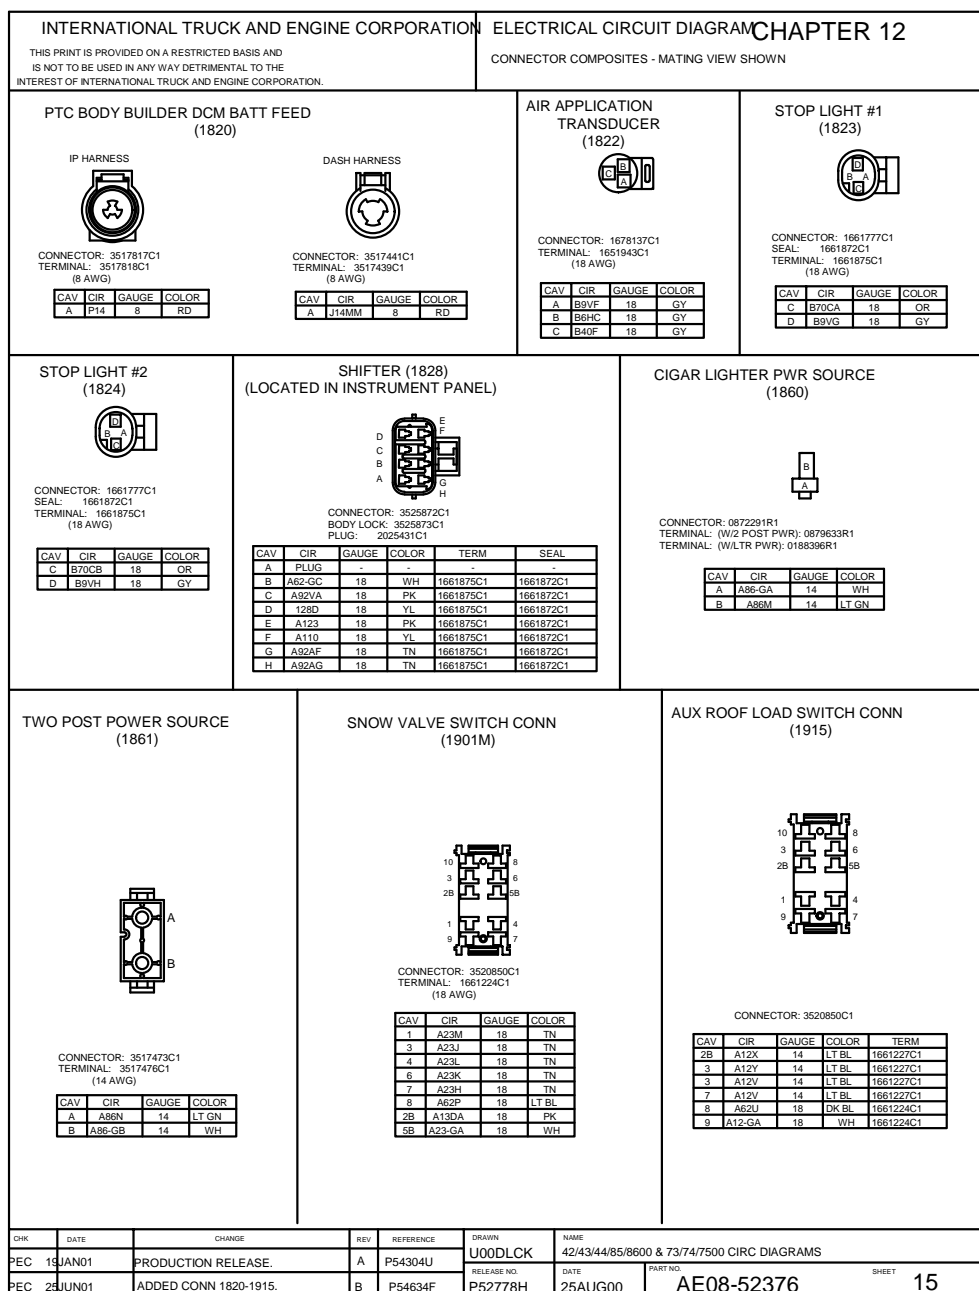 INTERNATIONAL TRUCK AND ENGINE CORPORATION
THIS PRINT IS PROVIDED ON A RESTRICTED BASIS AND
IS NOT TO BE USED IN ANY WAY DETRIMENTAL TO THE
INTEREST OF INTERNATIONAL TRUCK AND ENGINE CORPORATION.
ELECTRICAL CIRCUIT DIAGRAM CHAPTER 12
CONNECTOR COMPOSITES - MATING VIEW SHOWN
PTC BODY BUILDER DCM BATT FEED
(1820)
IP HARNESS
CONNECTOR: 3517817C1
TERMINAL: 3517818C1
(8 AWG)
CAV CIR GAUGE COLOR
A P14 8 RD
DASH HARNESS
CONNECTOR: 3517441C1
TERMINAL: 3517439C1
(8 AWG)
CAV CIR GAUGE COLOR
A J14MM 8 RD
AIR APPLICATION
TRANSDUCER
(1822)
B
C
A
CONNECTOR: 1678137C1
TERMINAL: 1651943C1
(18 AWG)
CAV CIR GAUGE COLOR
A B9VF 18 GY
B B6HC 18 GY
C B40F 18 GY
STOP LIGHT #1
(1823)
D
B A
C
CONNECTOR: 1661777C1
SEAL: 1661872C1
TERMINAL: 1661875C1
(18 AWG)
CAV CIR GAUGE COLOR
C B70CA 18 OR
D B9VG 18 GY
STOP LIGHT #2
(1824)
D
B A
C
CONNECTOR: 1661777C1
SEAL: 1661872C1
TERMINAL: 1661875C1
(18 AWG)
CAV CIR GAUGE COLOR
C B70CB 18 OR
D B9VH 18 GY
SHIFTER (1828)
(LOCATED IN INSTRUMENT PANEL)
E
D F
C
B
A G
H
CONNECTOR: 3525872C1
BODY LOCK: 3525873C1
PLUG: 2025431C1
CAV CIR GAUGE COLOR TERM SEAL
A PLUG - - - -
B A62-GC 18 WH 1661875C1 1661872C1
C A92VA 18 PK 1661875C1 1661872C1
D 128D 18 YL 1661875C1 1661872C1
E A123 18 PK 1661875C1 1661872C1
F A110 18 YL 1661875C1 1661872C1
G A92AF 18 TN 1661875C1 1661872C1
H A92AG 18 TN 1661875C1 1661872C1
CIGAR LIGHTER PWR SOURCE
(1860)
B
A
CONNECTOR: 0872291R1
TERMINAL: (W/2 POST PWR): 0879633R1
TERMINAL: (W/LTR PWR): 0188396R1
CAV CIR GAUGE COLOR
A A86-GA 14 WH
B A86M 14 LT GN
TWO POST POWER SOURCE
(1861)
A
B
CONNECTOR: 3517473C1
TERMINAL: 3517476C1
(14 AWG)
CAV CIR GAUGE COLOR
A A86N 14 LT GN
B A86-GB 14 WH
SNOW VALVE SWITCH CONN
(1901M)
10 8
3 6
2B 5B
1 4
9 7
CONNECTOR: 3520850C1
TERMINAL: 1661224C1
(18 AWG)
CAV CIR GAUGE COLOR
1 A23M 18 TN
3 A23J 18 TN
4 A23L 18 TN
6 A23K 18 TN
7 A23H 18 TN
8 A62P 18 LT BL
2B A13DA 18 PK
5B A23-GA 18 WH
AUX ROOF LOAD SWITCH CONN
(1915)
10 8
3 6
2B 5B
1 4
9 7
CONNECTOR: 3520850C1
CAV CIR GAUGE COLOR TERM
2B A12X 14 LT BL 1661227C1
3 A12Y 14 LT BL 1661227C1
3 A12V 14 LT BL 1661227C1
7 A12V 14 LT BL 1661227C1
8 A62U 18 DK BL 1661224C1
9 A12-GA 18 WH 1661224C1
CHK DATE CHANGE REV REFERENCE
PEC 19JAN01 PRODUCTION RELEASE. A P54304U
PEC 25JUN01 ADDED CONN 1820-1915. B P54634F
DRAWN
U00DLCK
NAME
42/43/44/85/8600 & 73/74/7500 CIRC DIAGRAMS
RELEASE NO.
P52778H
DATE
25AUG00
PART NO.
AE08-52376
SHEET
15